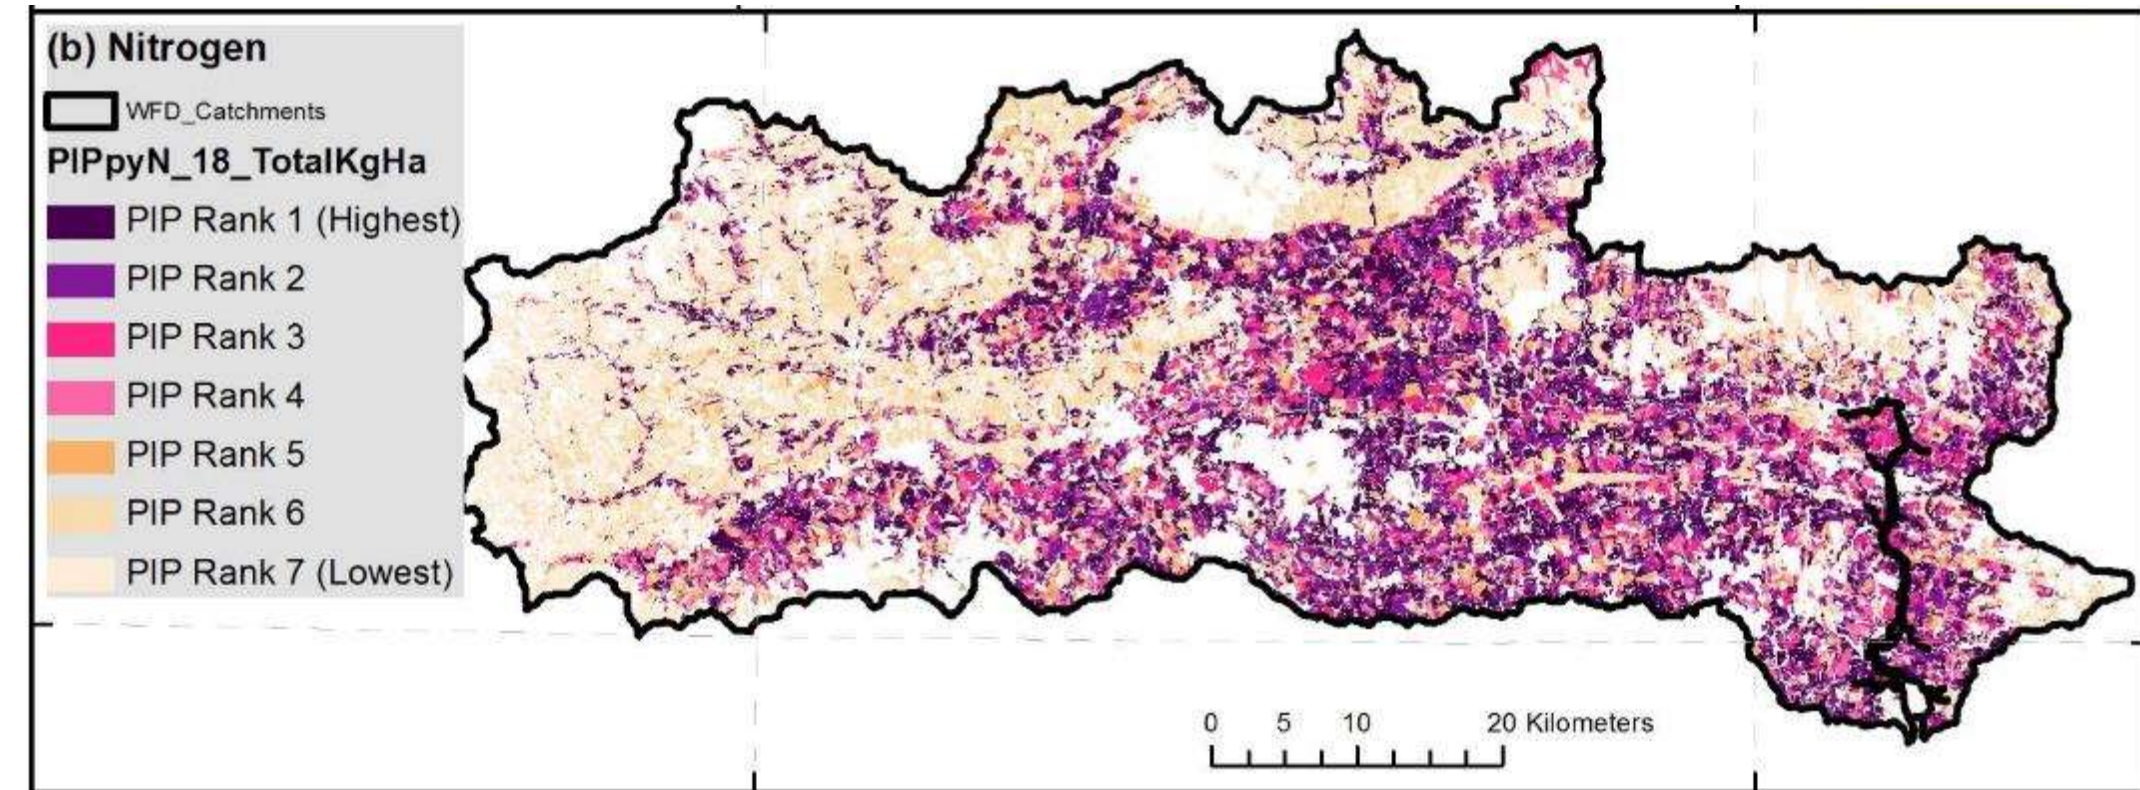 (b) Nitrogen
WFD_Catchments
PIPpyN_18_TotalKgHa
PIP Rank 1 (Highest)
PIP Rank 2
PIP Rank 3
PIP Rank 4
PIP Rank 5
PIP Rank 6
PIP Rank 7 (Lowest)
0 5 10 20 Kilometers